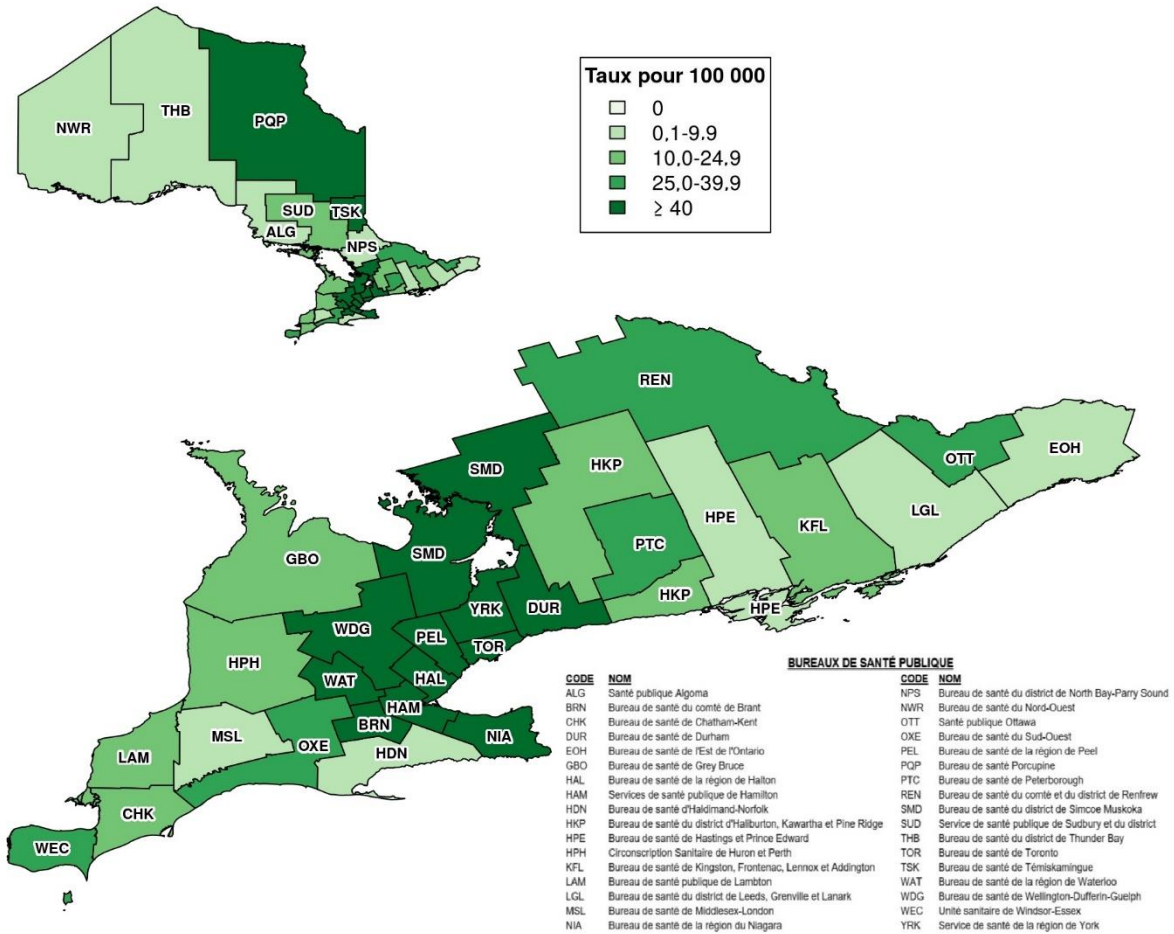 Taux pour 100 000
0
0,1-9,9
10,0-24,9
25,0-39,9
≥ 40
NWR
THB
PQP
SUD
TSK
ALG
NPS
REN
SMD
HKP
OTT
EOH
LGL
HPE
KFL
PTC
GBO
SMD
HKP
HPE
YRK
DUR
WDG
PEL
TOR
HPH
WAT
HAL
HAM
BRN
NIA
MSL
OXE
HDN
LAM
CHK
WEC
BUREAUX DE SANTÉ PUBLIQUE
CODE NOM
ALG Santé publique Algoma
BRN Bureau de santé du comté de Brant
CHK Bureau de santé de Chatham-Kent
DUR Bureau de santé de Durham
EOH Bureau de santé de l'Est de l'Ontario
GBO Bureau de santé de Grey Bruce
HAL Bureau de santé de la région de Halton
HAM Services de santé publique de Hamilton
HDN Bureau de santé d'Haldimand-Norfolk
HKP Bureau de santé du district d'Haliburton, Kawartha et Pine Ridge
HPE Bureau de santé de Hastings et Prince Edward
HPH Circonscription Sanitaire de Huron et Perth
KFL Bureau de santé de Kingston, Frontenac, Lennox et Addington
LAM Bureau de santé publique de Lambton
LGL Bureau de santé du district de Leeds, Grenville et Lanark
MSL Bureau de santé de Middlesex-London
NIA Bureau de santé de la région du Niagara
CODE NOM
NPS Bureau de santé du district de North Bay-Parry Sound
NWR Bureau de santé du Nord-Ouest
OTT Santé publique Ottawa
OXE Bureau de santé du Sud-Ouest
PEL Bureau de santé de la région de Peel
PQP Bureau de santé Porcupine
PTC Bureau de santé de Peterborough
REN Bureau de santé du comté et du district de Renfrew
SMD Bureau de santé du district de Simcoe Muskoka
SUD Service de santé publique de Sudbury et du district
THB Bureau de santé du district de Thunder Bay
TOR Bureau de santé de Toronto
TSK Bureau de santé de Témiskamingue
WAT Bureau de santé de la région de Waterloo
WDG Bureau de santé de Wellington-Dufferin-Guelph
WEC Unité sanitaire de Windsor-Essex
YRK Service de santé de la région de York